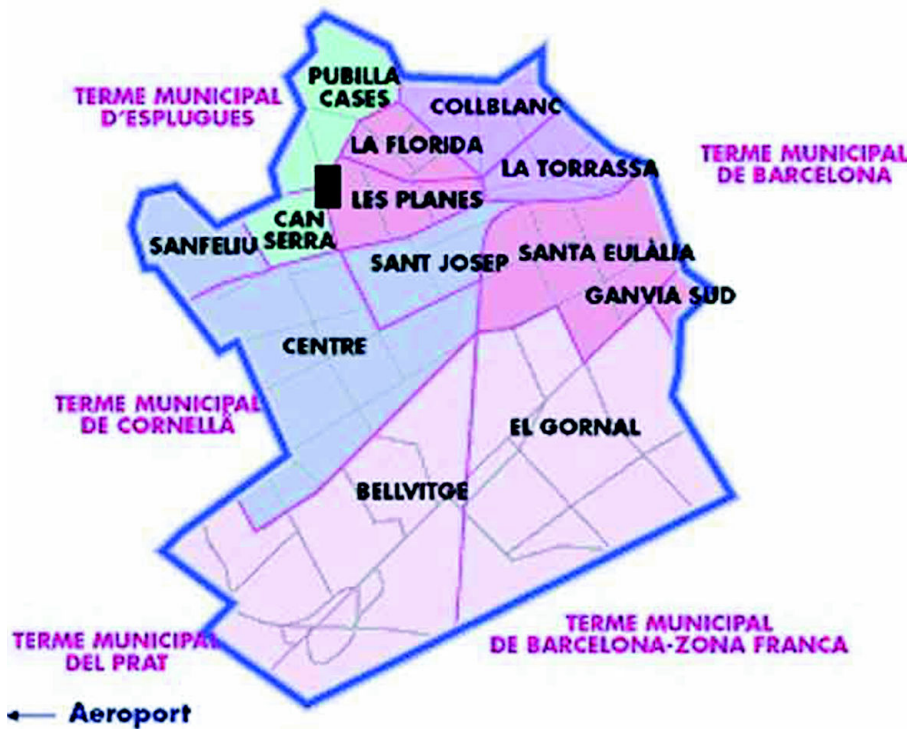 PUBILLA
CASES
TERME MUNICIPAL
D'ESPLUGUES
COLLBLANC
LA FLORIDA
LA TORRASSA
TERME MUNICIPAL
DE BARCELONA
LES PLANES
CAN
SERRA
SANFELIU
SANT JOSEP
SANTA EULÀLIA
GANVIA SUD
CENTRE
TERME MUNICIPAL
DE CORNELLÀ
EL GORNAL
BELLVITGE
TERME MUNICIPAL
DEL PRAT
TERME MUNICIPAL
DE BARCELONA-ZONA FRANCA
Aeroport